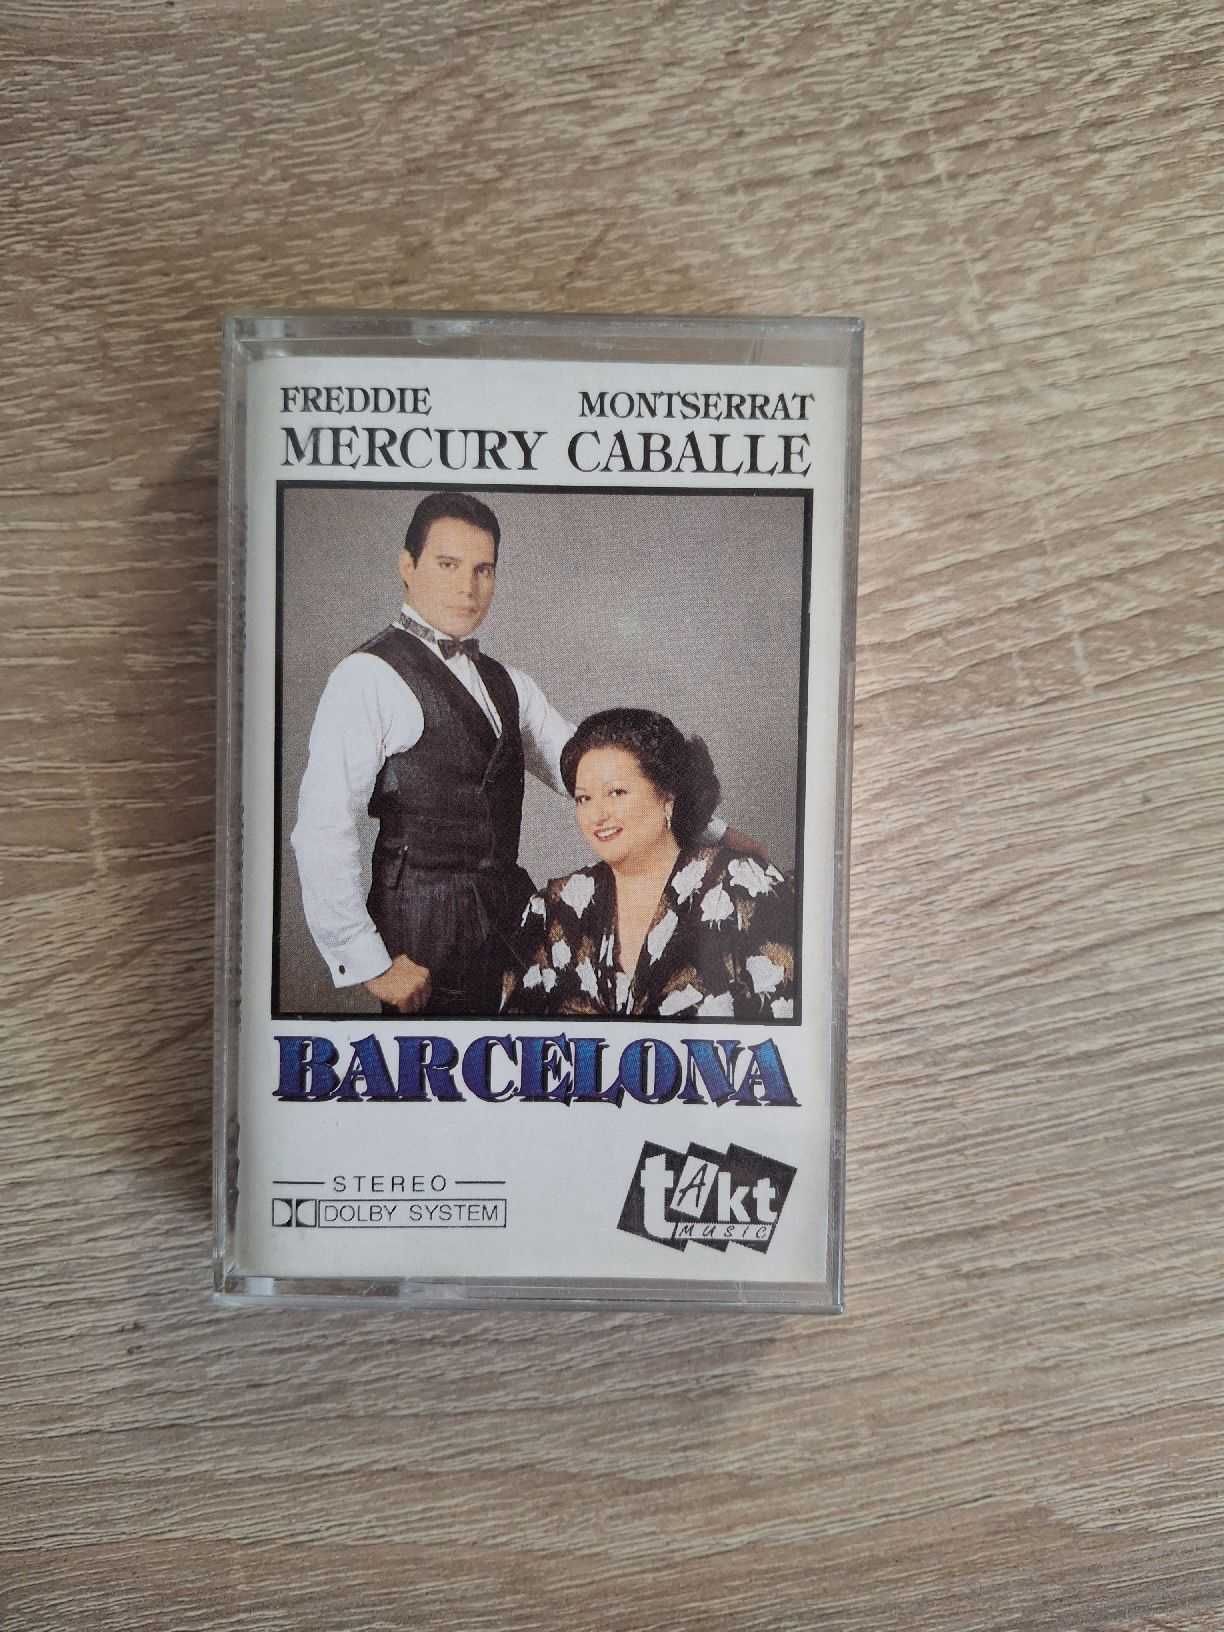 FREDDIE MONTSERRAT
MERCURY CABALLE
BARCELONA
STEREO
DOLBY SYSTEM
tAkt
MUSIC